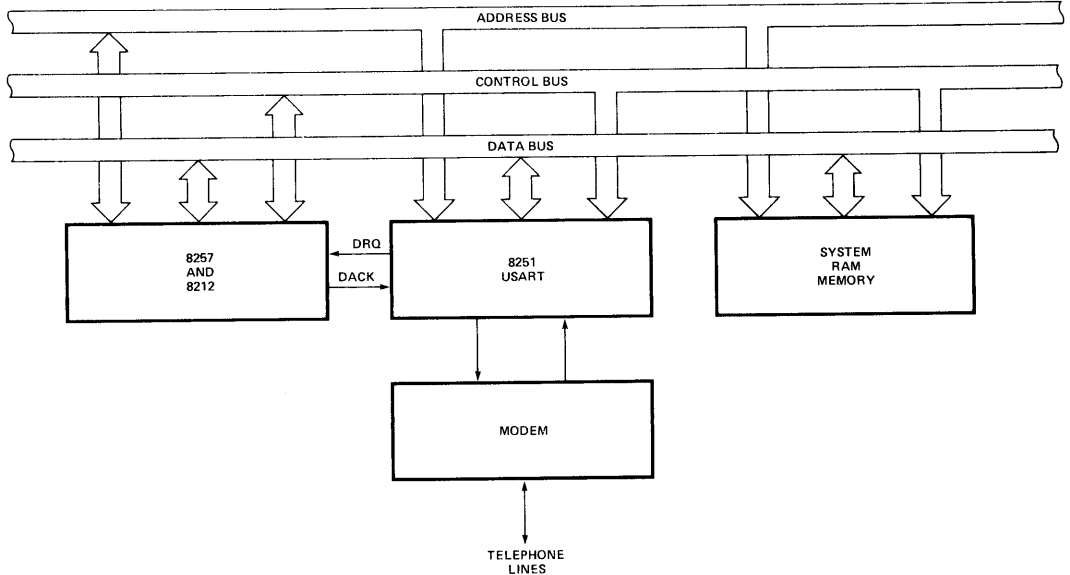 ADDRESS BUS
CONTROL BUS
DATA BUS
8257
AND
8212
DRQ
DACK
8251
USART
SYSTEM
RAM
MEMORY
MODEM
TELEPHONE
LINES